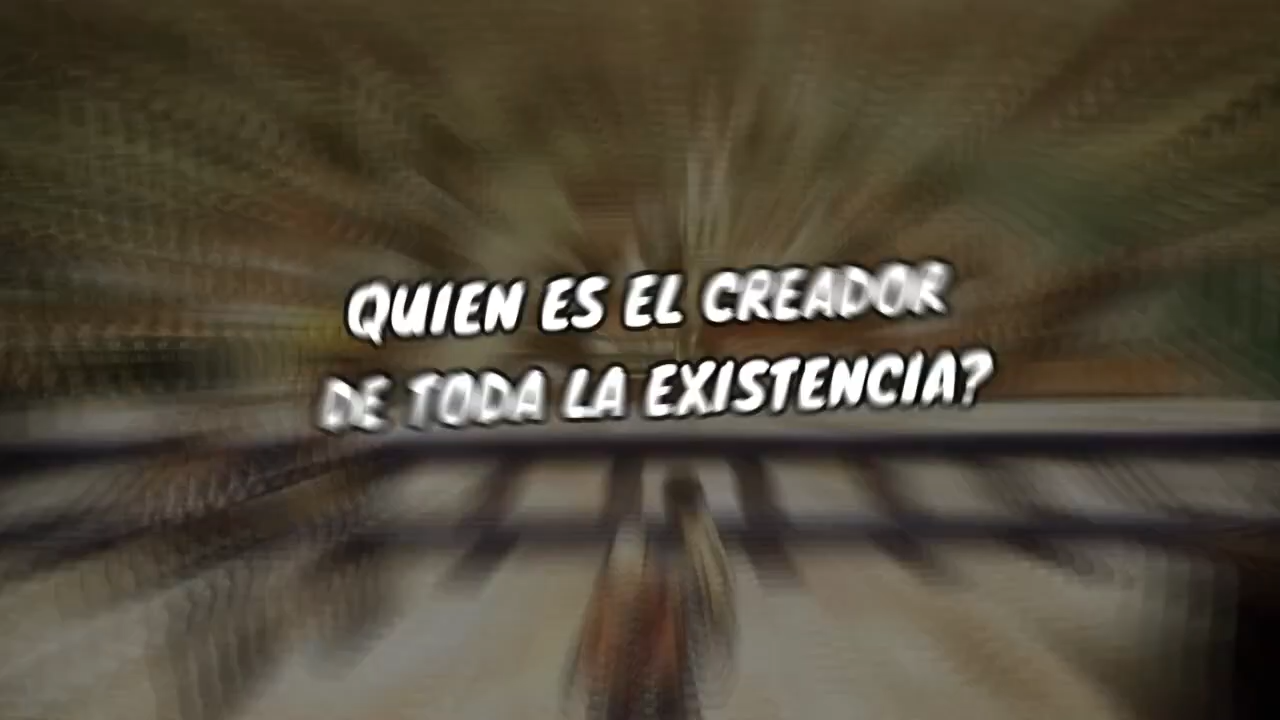 QUIEN ES EL CREADOR
DE TODA LA EXISTENCIA?